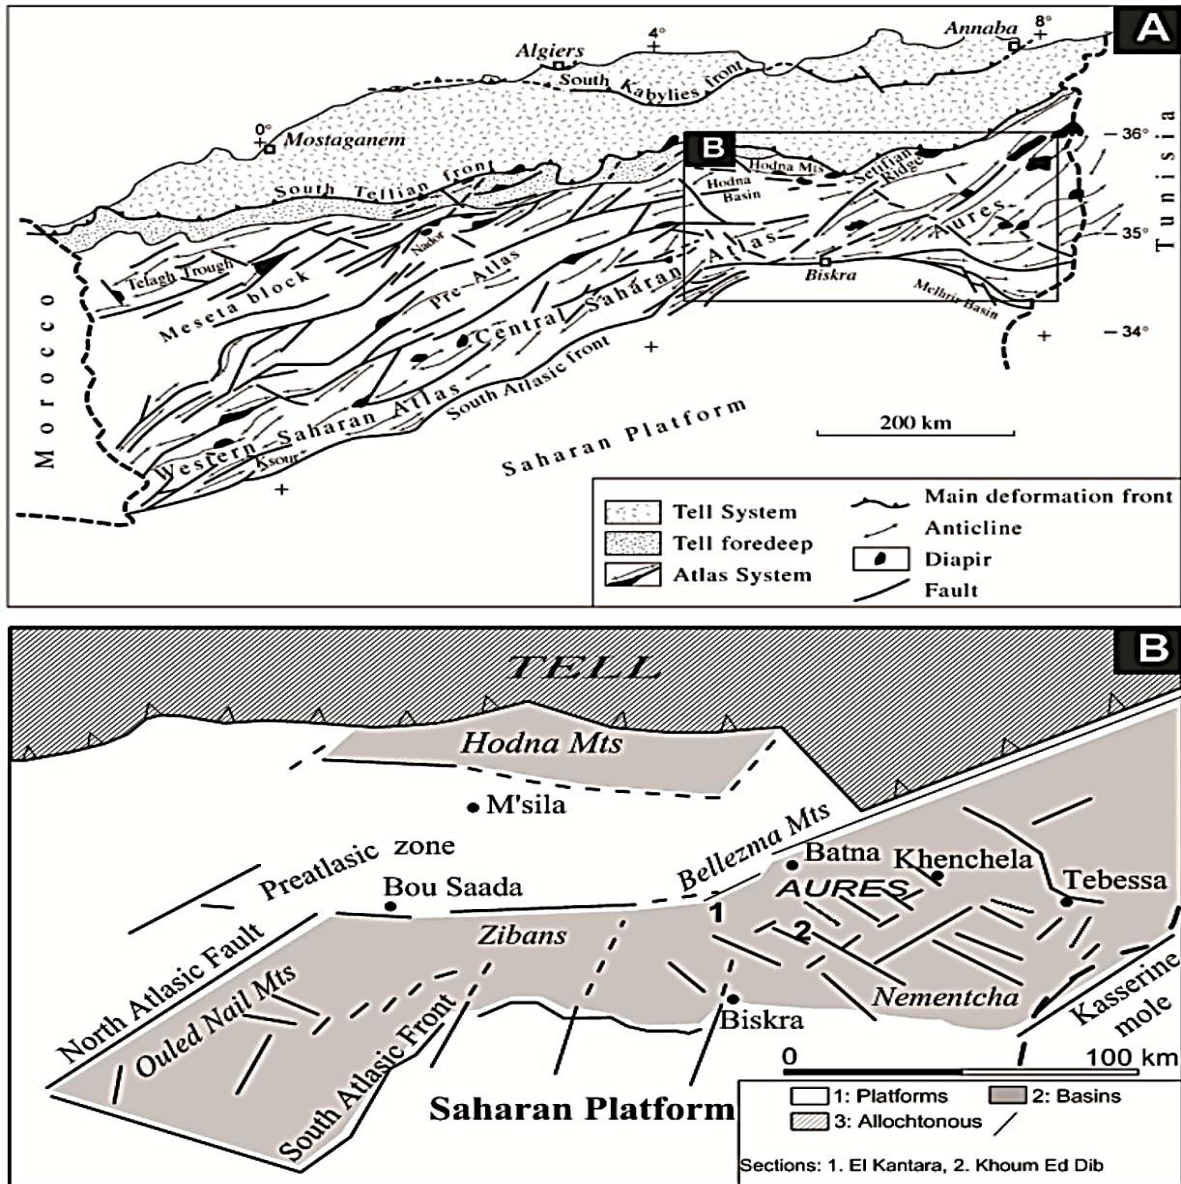 A
Algiers
4°
Annaba
8°
South Kabylies front
0°
Mostaganem
Tunisia
36°
B
South Tellian front
Hodna Mts
Setifian Ridge
Hodna Basin
Nador
Aures
35°
Telagh Trough
Meseta block
Pre-Atlas
Biskra
Melhrir Basin
Central Saharan Atlas
34°
Morocco
South Atlasic front
Western Saharan Atlas
Ksour
Saharan Platform
200 km
Tell System
Tell foredeep
Atlas System
Main deformation front
Anticline
Diapir
Fault
B
TELL
Hodna Mts
M'sila
Preatlasic zone
Bellezma Mts
Batna
Khenchela
Bou Saada
AURES
Tebessa
1
2
Zibans
North Atlasic Fault
Ouled Nail Mts
Nementcha
Kasserine mole
Biskra
South Atlasic Front
0 100 km
Saharan Platform
1: Platforms
2: Basins
3: Allochtonous
Sections: 1. El Kantara, 2. Khoum Ed Dib